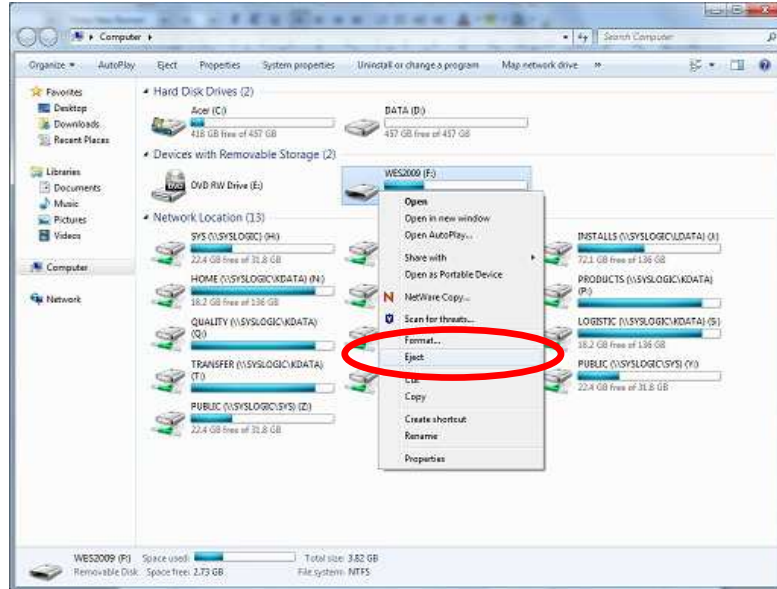 Computer
Search Computer
Organize AutoPlay Eject Properties System properties Uninstall or change a program Map network drive »
Favorites
Desktop
Downloads
Recent Places
Libraries
Documents
Music
Pictures
Videos
Computer
Network
Hard Disk Drives (2)
Acer (C:)
418 GB free of 457 GB
DATA (D:)
457 GB free of 457 GB
Devices with Removable Storage (2)
DVD RW Drive (E:)
WES2009 (F:)
Network Location (13)
SYS (\\SYSLOGIC) (H:)
22.4 GB free of 31.8 GB
HOME (\\SYSLOGIC\KDATA) (N:)
18.2 GB free of 136 GB
QUALITY (\\SYSLOGIC\KDATA)
(Q:)
TRANSFER (\\SYSLOGIC\KDATA)
(T:)
PUBLIC (\\SYSLOGIC\SYS) (Z:)
22.4 GB free of 31.8 GB
INSTALLS (\\SYSLOGIC\LDATA) (J:)
72.1 GB free of 136 GB
PRODUCTS (\\SYSLOGIC\KDATA)
(P:)
LOGISTIC (\\SYSLOGIC\KDATA) (S:)
18.2 GB free of 136 GB
PUBLIC (\\SYSLOGIC\SYS) (Y:)
22.4 GB free of 31.8 GB
Open
Open in new window
Open AutoPlay...
Share with
Open as Portable Device
NetWare Copy...
Scan for threats...
Format...
Eject
Cut
Copy
Create shortcut
Rename
Properties
WES2009 (F:) Space used: Total size: 3.82 GB
Removable Disk Space free: 2.73 GB File system: NTFS